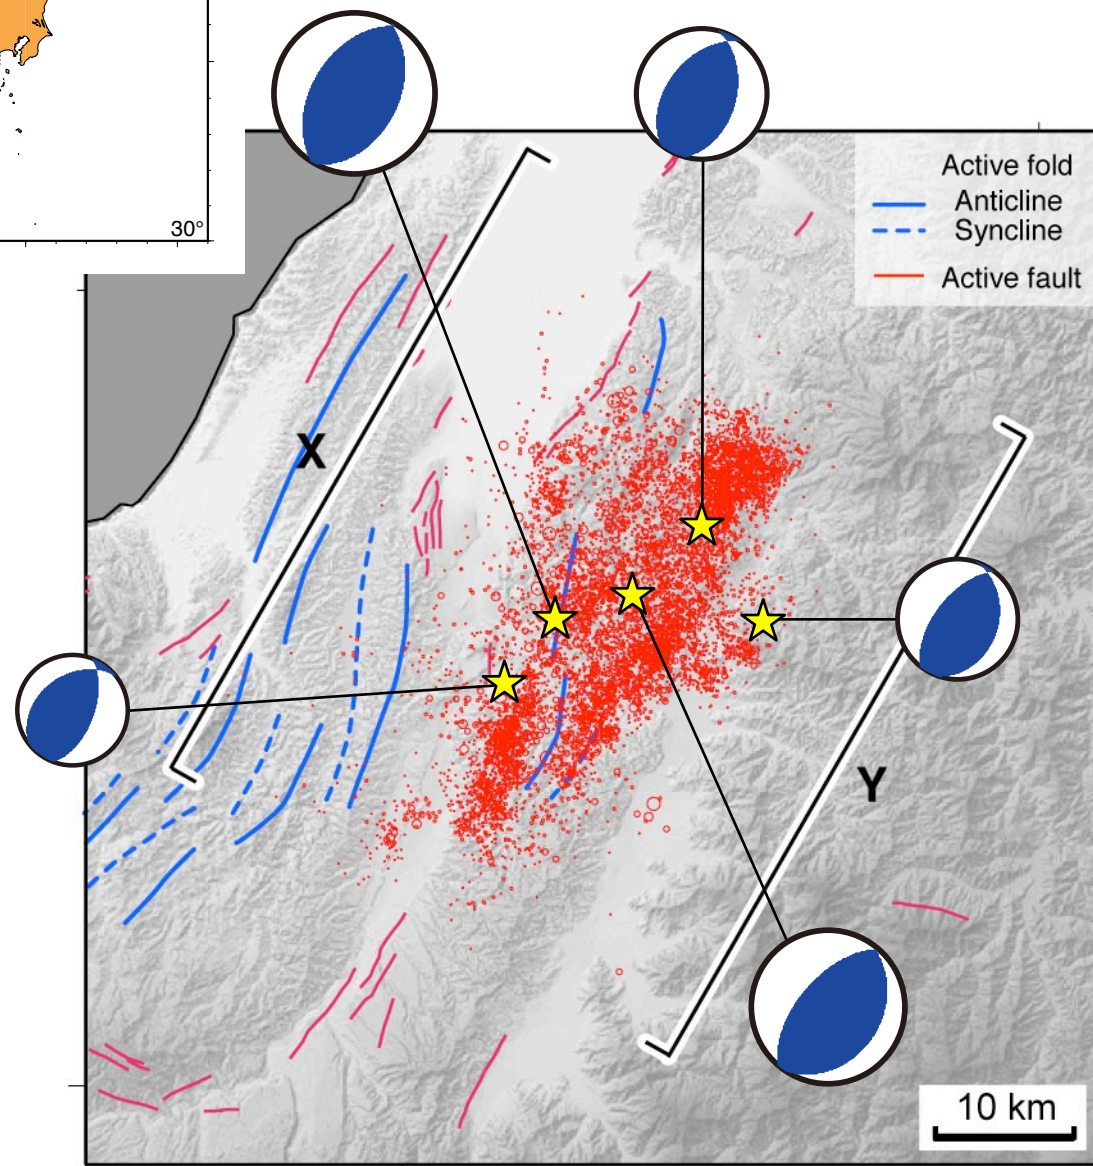 30°
Active fold
Anticline
Syncline
Active fault
X
Y
10 km